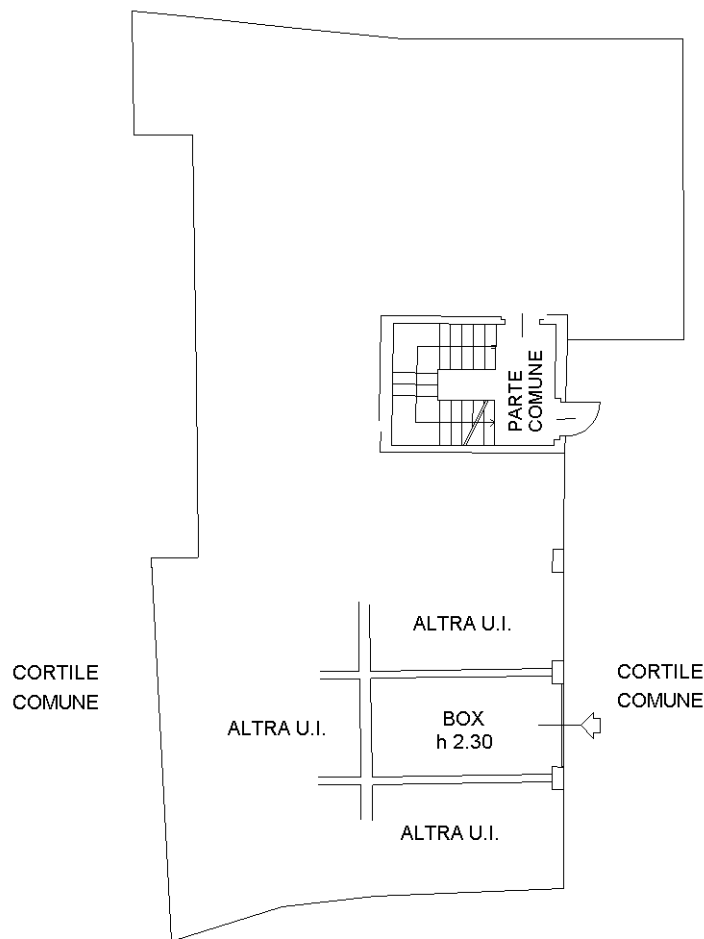 PARTE
COMUNE
ALTRA U.I.
CORTILE
COMUNE
ALTRA U.I.
BOX
h 2.30
CORTILE
COMUNE
ALTRA U.I.